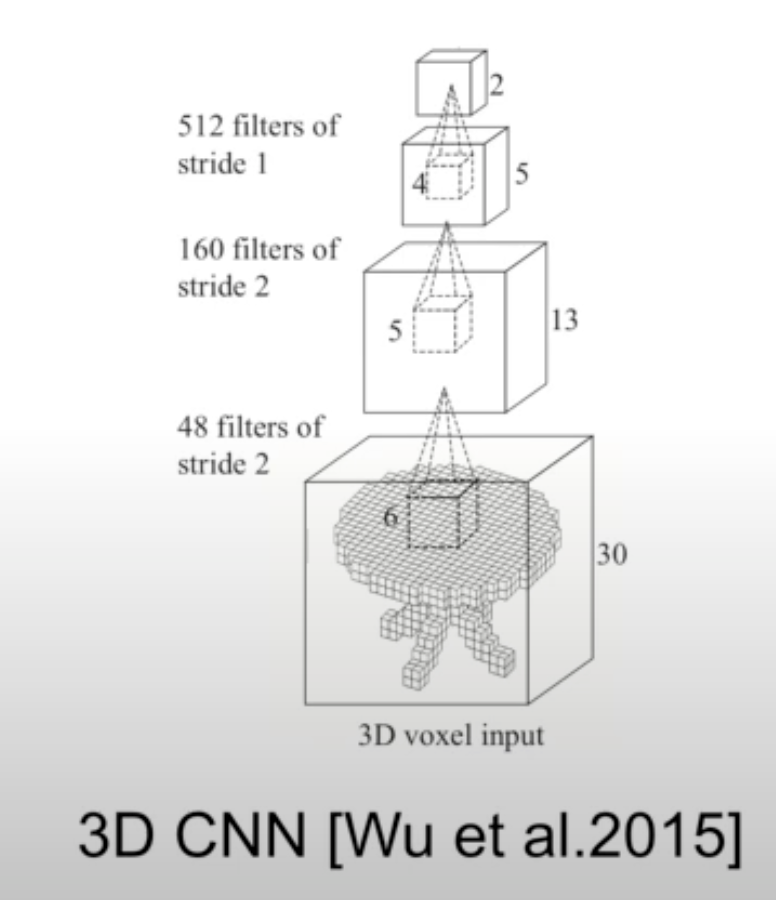 2
512 filters of
stride 1
4
5
160 filters of
stride 2
5
13
48 filters of
stride 2
6
30
3D voxel input
3D CNN [Wu et al.2015]